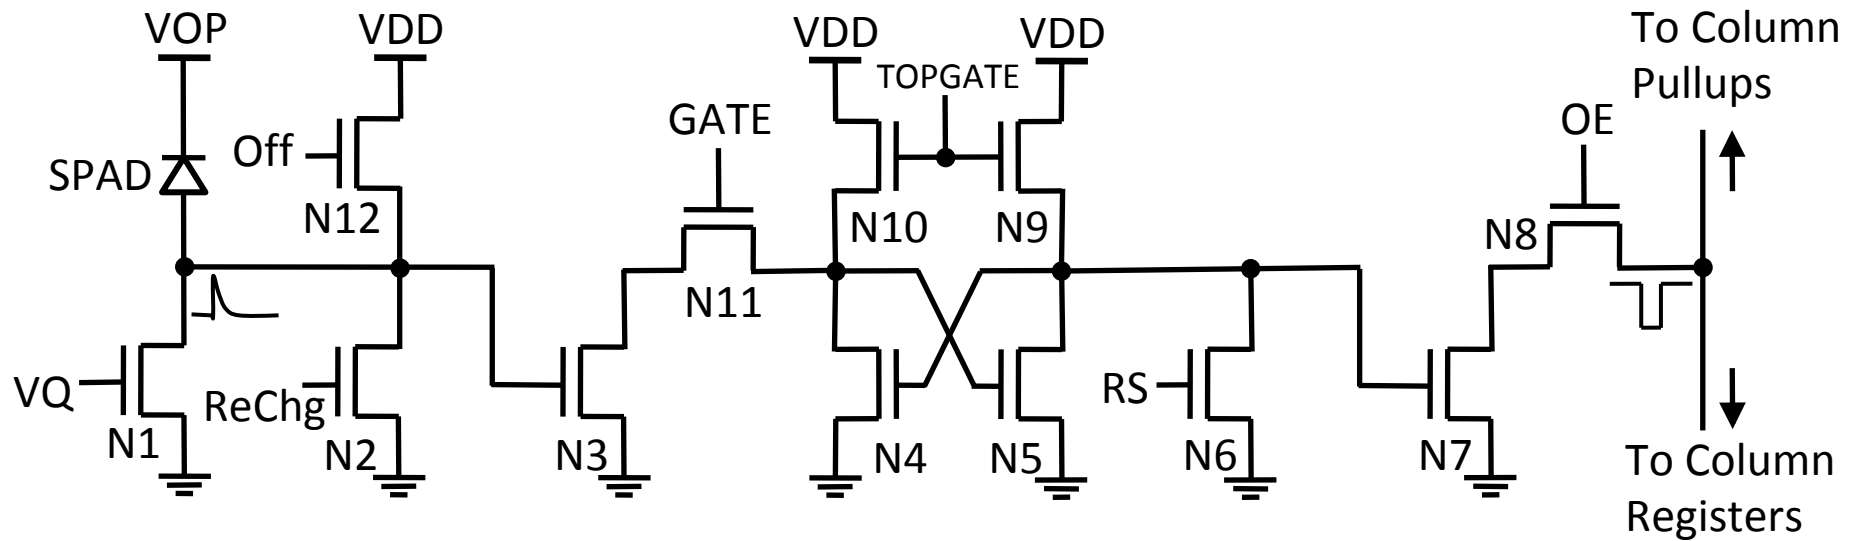 VOP
VDD
VDD
VDD
TOPGATE
To Column
Pullups
GATE
OE
SPAD
Off
N12
N10
N9
N8
N11
VQ
ReChg
RS
N1
N2
N3
N4
N5
N6
N7
To Column
Registers